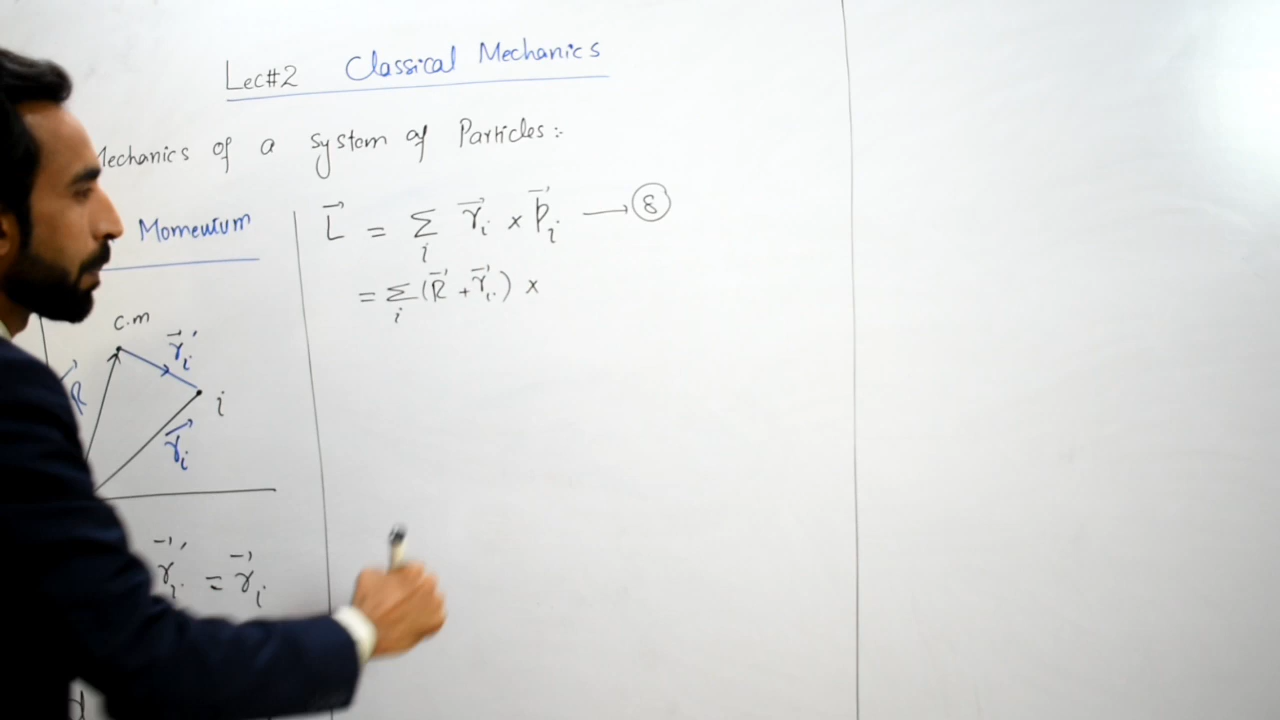 Lec#2 Classical Mechanics
Mechanics of a System of Particles:-
Momentum
c.m
r⃗ᵢ′
R⃗
i
r⃗ᵢ
r⃗ᵢ′ = r⃗ᵢ
L⃗ = Σᵢ r⃗ᵢ × P⃗ᵢ → ⑧
= Σᵢ (R⃗ + r⃗ᵢ′) ×